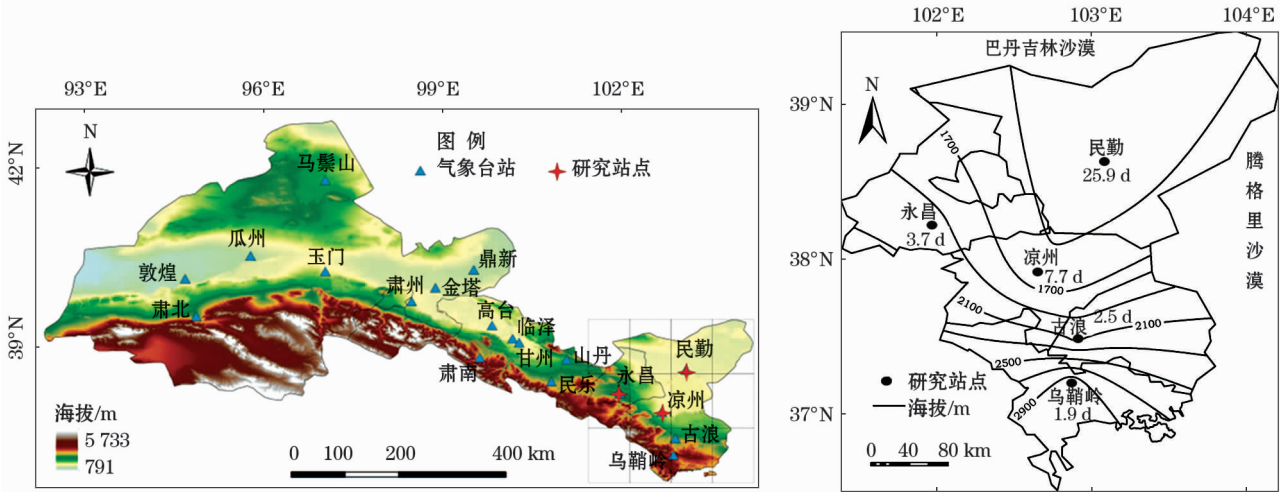 93°E 96°E 99°E 102°E
42°N
39°N
N
图 例
气象台站 研究站点
马鬃山
瓜州
玉门
敦煌
肃北
鼎新
肃州
金塔
高台
临泽
甘州
山丹
肃南
民乐
永昌
民勤
凉州
古浪
乌鞘岭
海拔/m
5 733
791
0 100 200 400 km
102°E 103°E 104°E
39°N
38°N
37°N
N
巴丹吉林沙漠
腾格里沙漠
1700
民勤
25.9 d
永昌
3.7 d
凉州
7.7 d
1700
2100
2.5 d
古浪
2100
2500
乌鞘岭
2900
1.9 d
研究站点
海拔/m
0 40 80 km